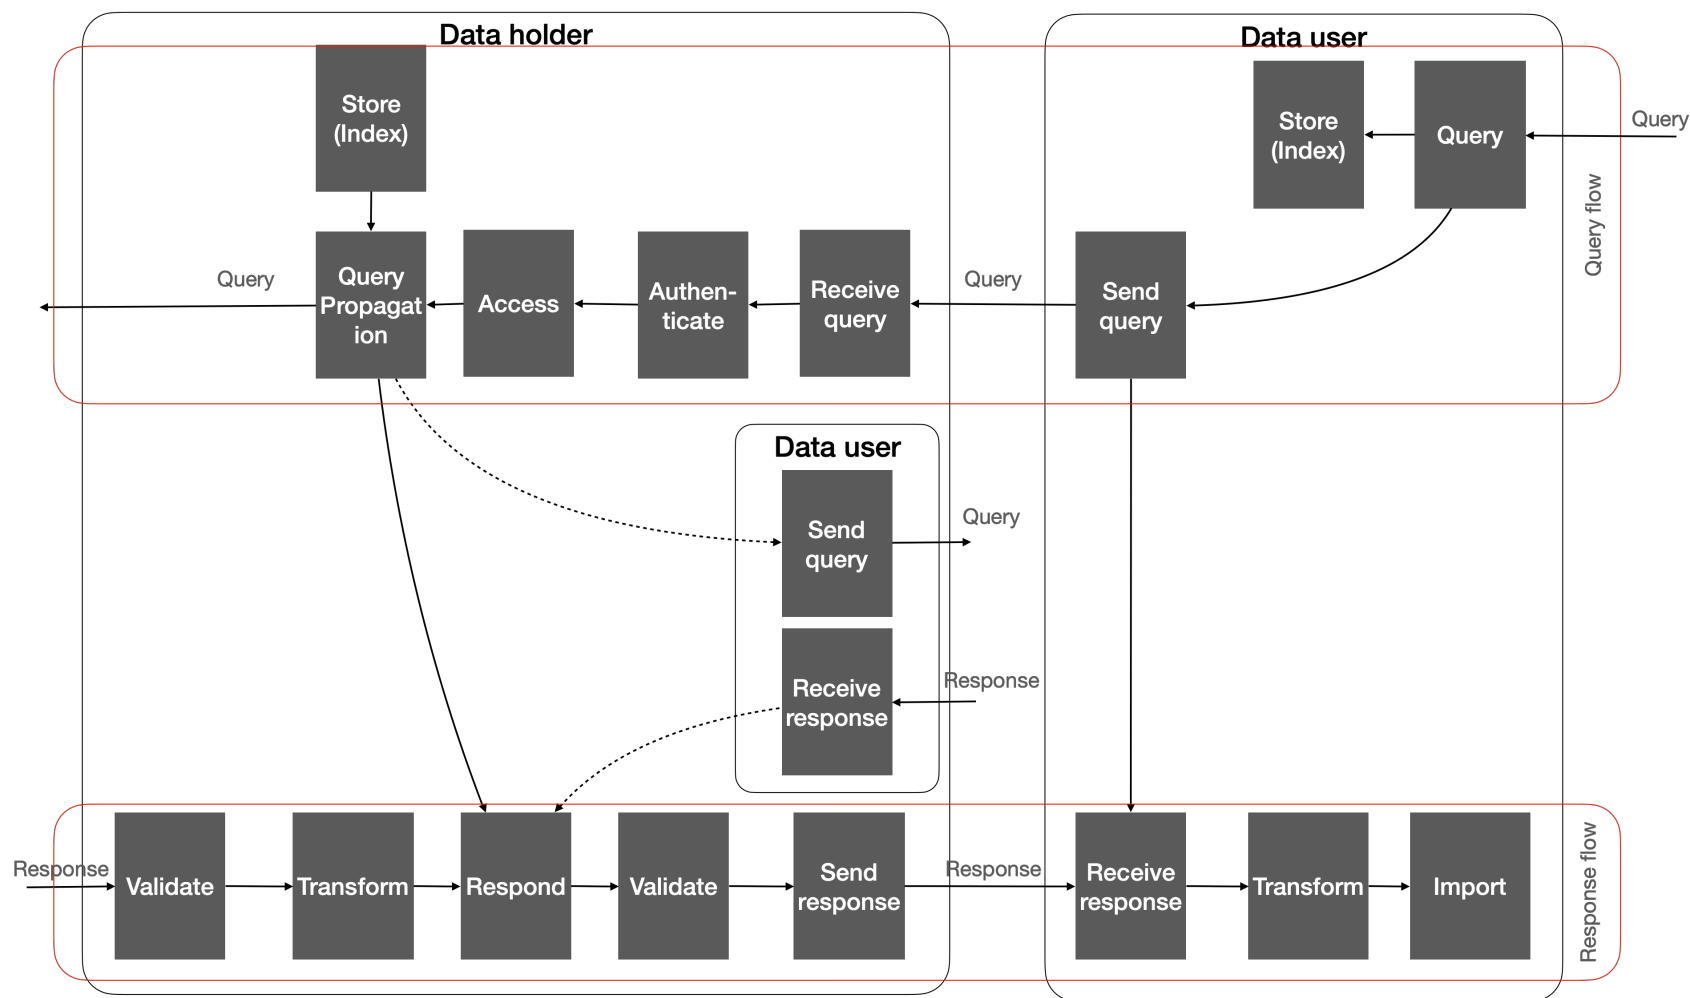 Data holder
Data user
Store
(Index)
Store
(Index)
Query
Query
Query flow
Query
Query
Propagat
ion
Access
Authen-
ticate
Receive
query
Query
Send
query
Data user
Send
query
Query
Receive
response
Response
Response
Validate
Transform
Respond
Validate
Send
response
Response
Receive
response
Transform
Import
Response flow